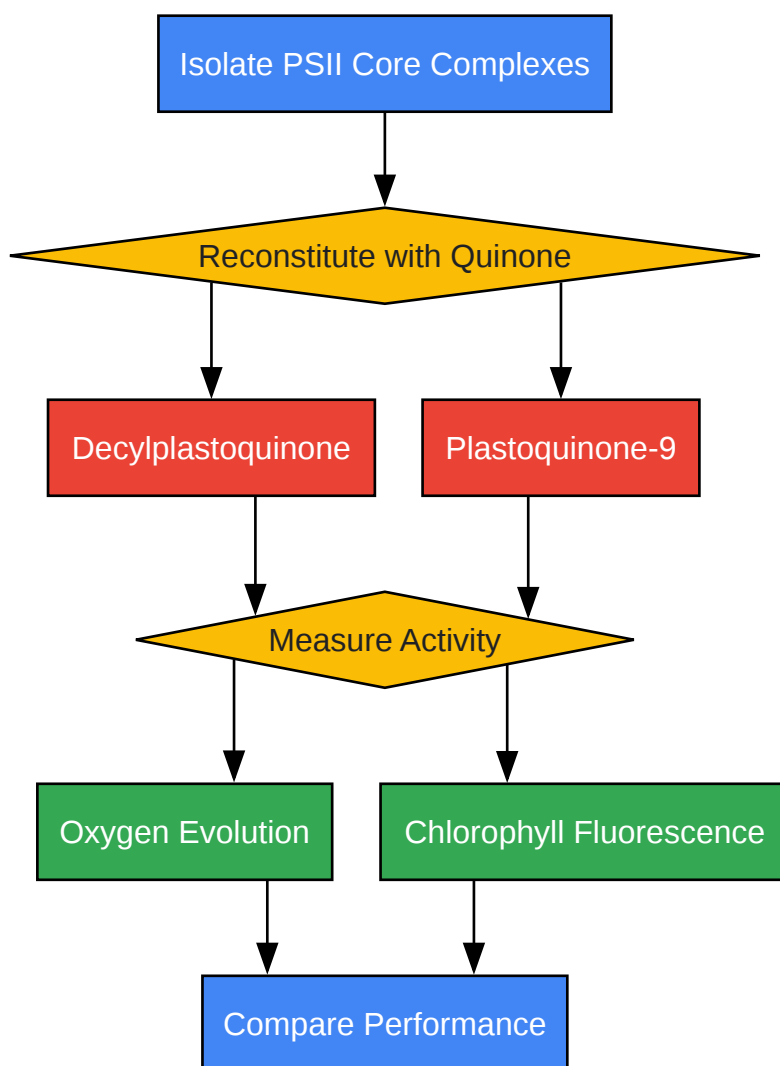 Isolate PSII Core Complexes
Reconstitute with Quinone
Decylplastoquinone
Plastoquinone-9
Measure Activity
Oxygen Evolution
Chlorophyll Fluorescence
Compare Performance